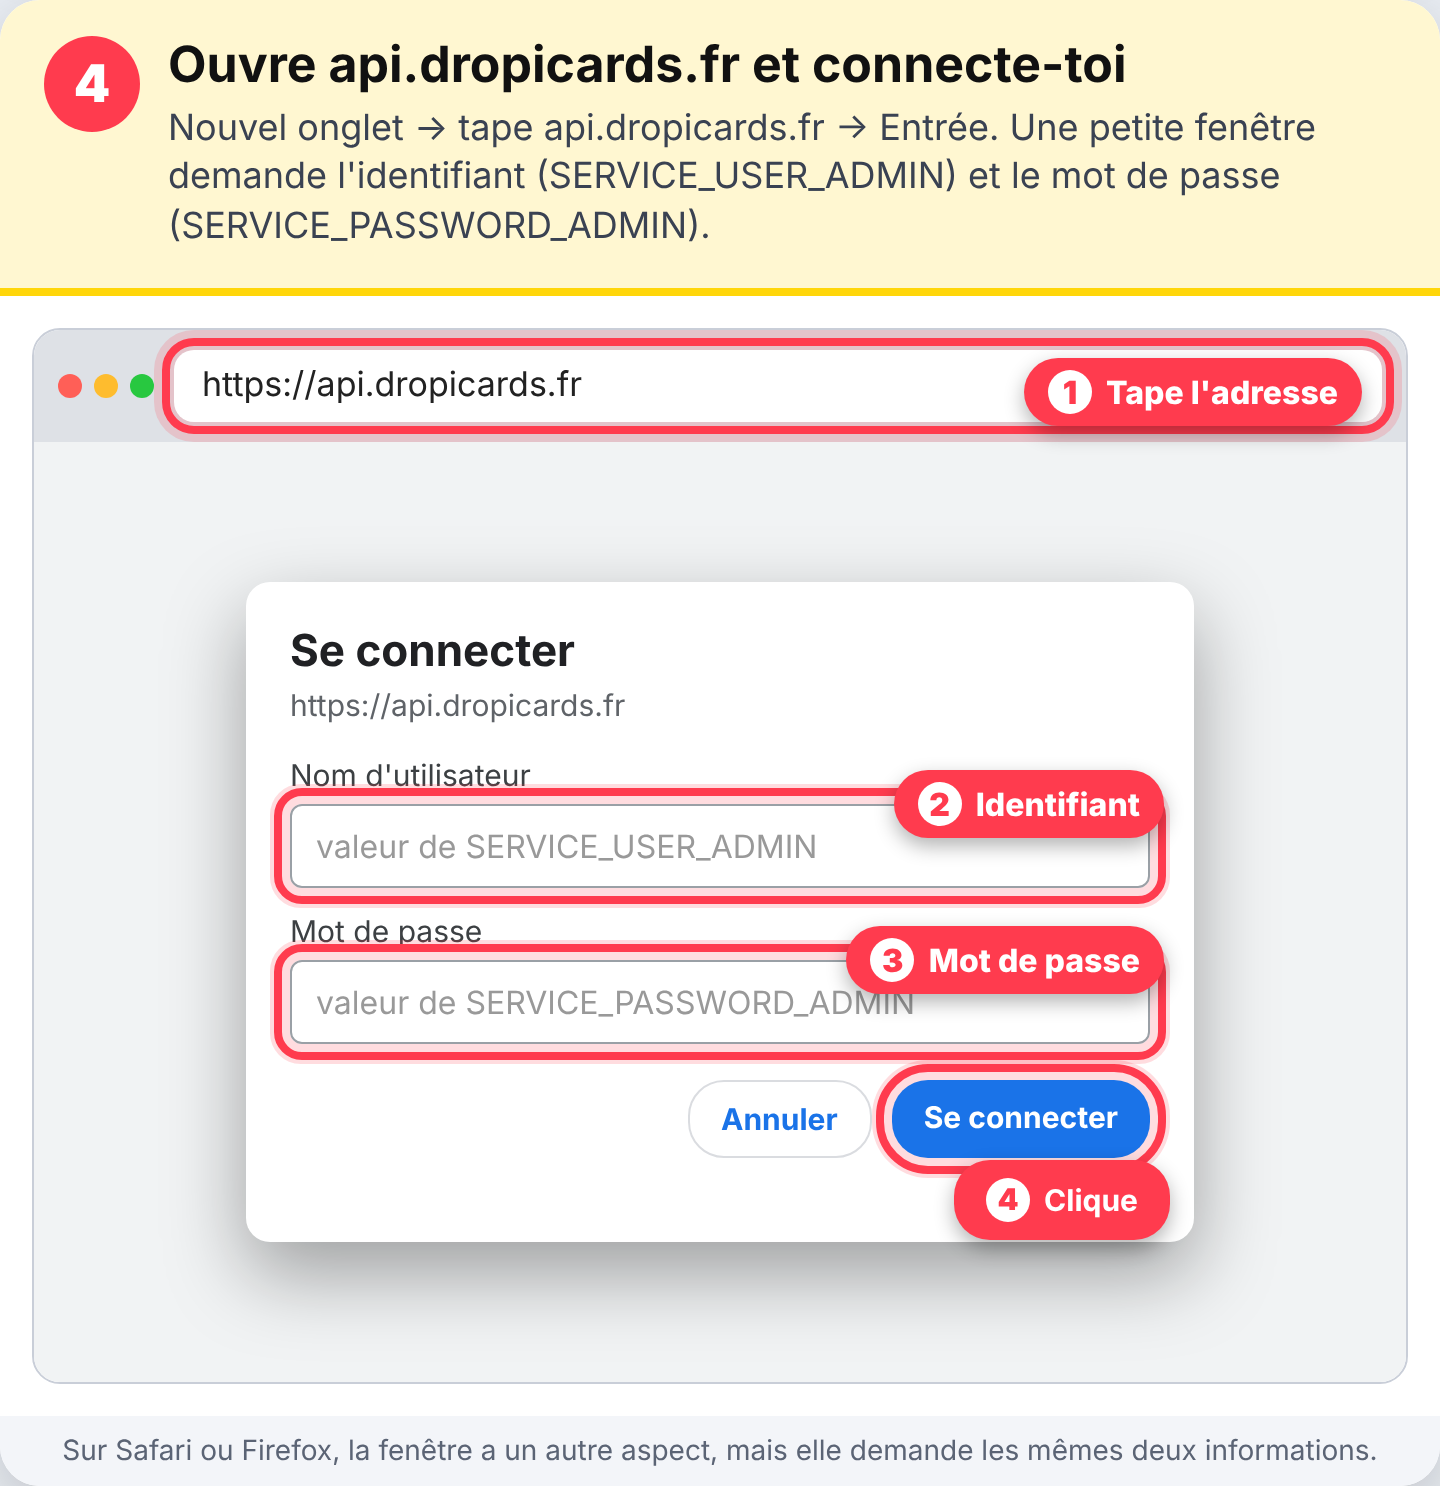 4
Ouvre api.dropicards.fr et connecte-toi
Nouvel onglet → tape api.dropicards.fr → Entrée. Une petite fenêtre
demande l'identifiant (SERVICE_USER_ADMIN) et le mot de passe
(SERVICE_PASSWORD_ADMIN).
https://api.dropicards.fr
1 Tape l'adresse
Se connecter
https://api.dropicards.fr
Nom d'utilisateur
2 Identifiant
valeur de SERVICE_USER_ADMIN
Mot de passe
3 Mot de passe
valeur de SERVICE_PASSWORD_ADMIN
Annuler
Se connecter
4 Clique
Sur Safari ou Firefox, la fenêtre a un autre aspect, mais elle demande les mêmes deux informations.